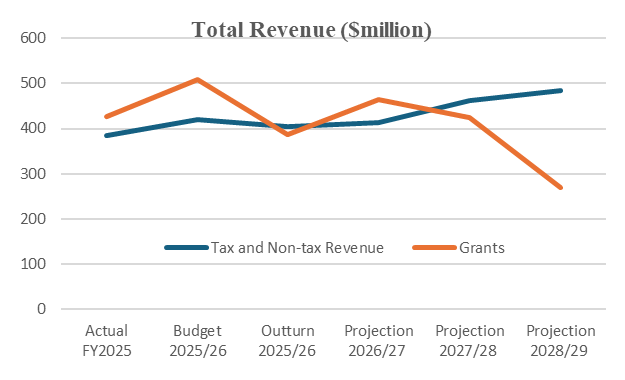 Total Revenue ($million)
600
500
400
300
200
100
0
Tax and Non-tax Revenue
Grants
Actual FY2025
Budget 2025/26
Outturn 2025/26
Projection 2026/27
Projection 2027/28
Projection 2028/29